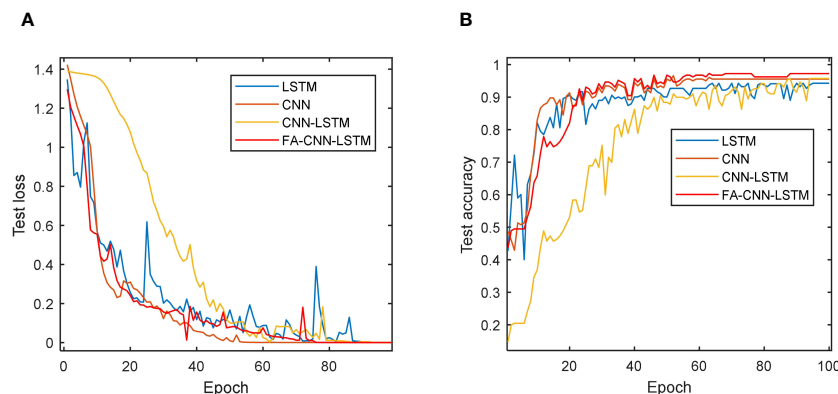 A
B
1.4
1.2
1
0.8
0.6
0.4
0.2
0
Test loss
0
20
40
60
80
Epoch
LSTM
CNN
CNN-LSTM
FA-CNN-LSTM
1
0.9
0.8
0.7
0.6
0.5
0.4
0.3
0.2
Test accuracy
20
40
60
80
100
Epoch
LSTM
CNN
CNN-LSTM
FA-CNN-LSTM